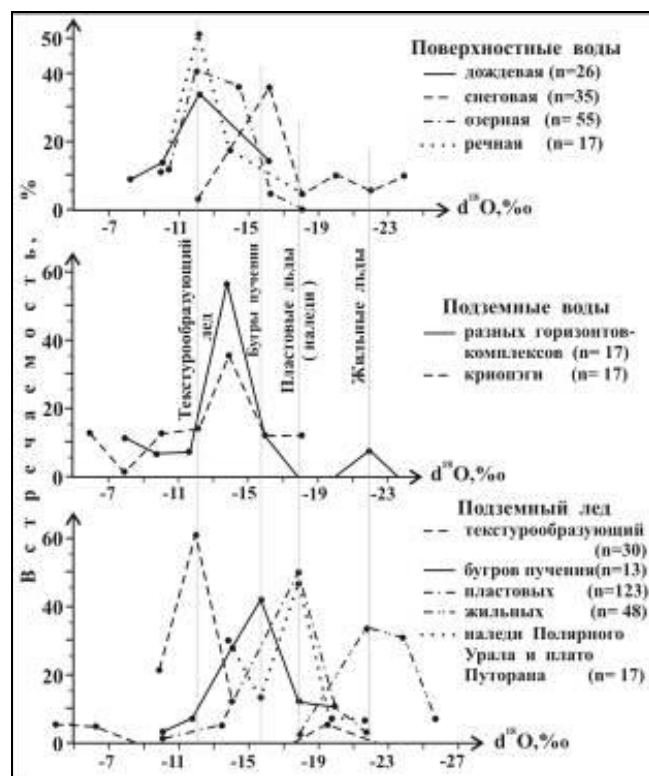 %
50
40
20
0
-7
-11
-15
-19
-23
d¹⁸O,‰
Поверхностные воды
дождевая (n=26)
снеговая (n=35)
озерная (n= 55)
речная (n= 17)
Встречаемость, %
60
40
20
0
-7
-11
-15
-19
-23
d¹⁸O,‰
Текстурообразующий
лед
Бугры пучения
Пластовые льды
( наледи )
Жильные льды
Подземные воды
разных горизонтов-
комплексов (n= 17)
криопэги (n= 17)
60
40
20
0
-7
-11
-15
-19
-23
-27
d¹⁸O,‰
Подземный лед
текстурообразующий
(n=30)
бугров пучения(n=13)
пластовых (n=123)
жильных (n= 48)
наледи Полярного
Урала и плато
Путорана (n= 17)